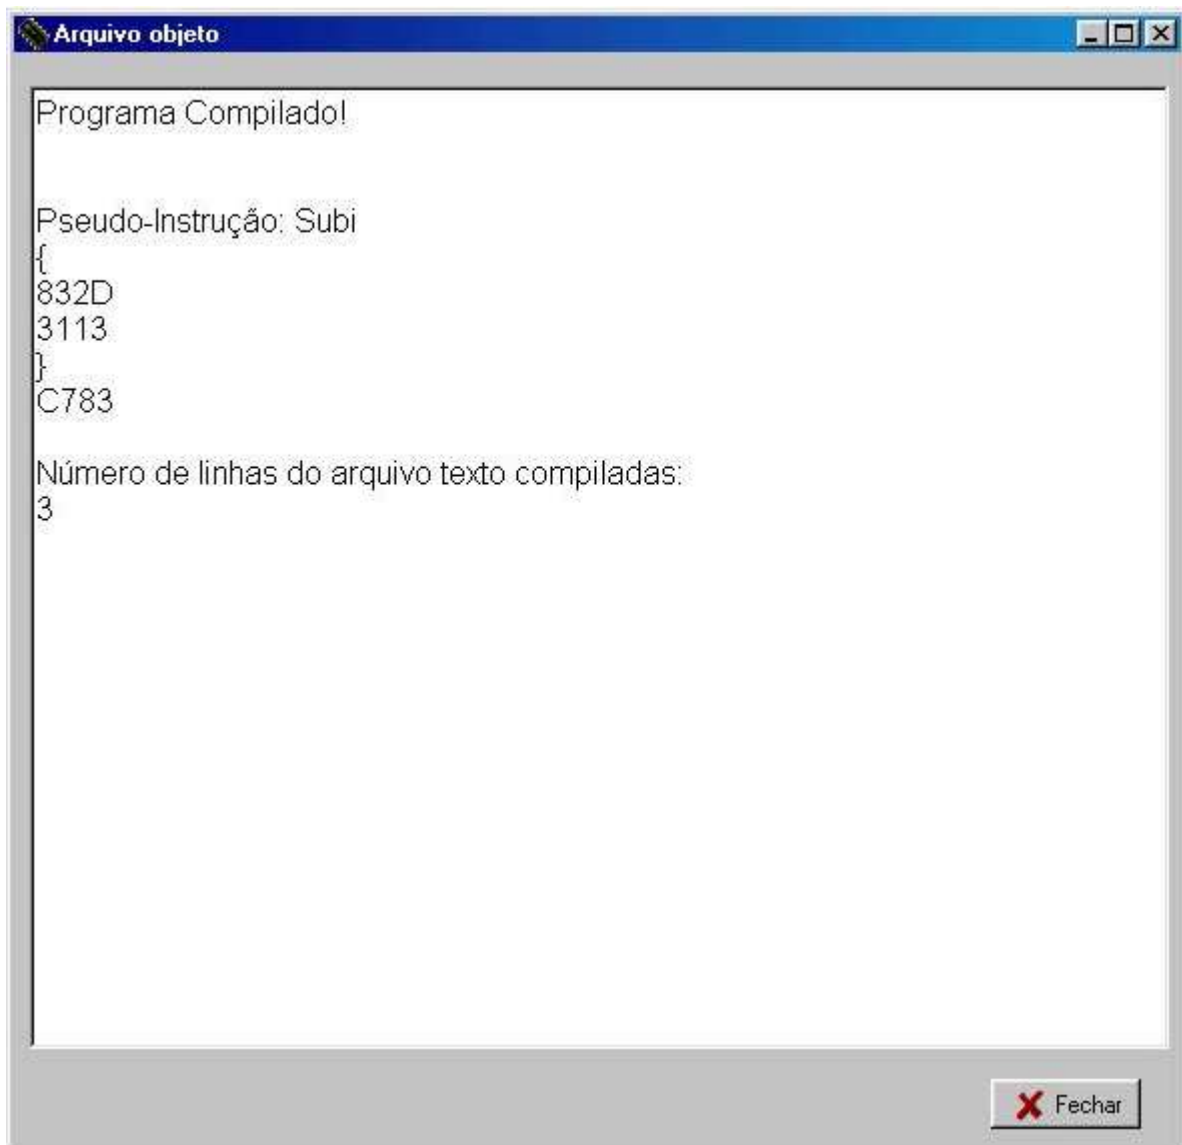 Arquivo objeto
Programa Compilado!
Pseudo-Instrução: Subi
{
832D
3113
}
C783
Número de linhas do arquivo texto compiladas:
3
Fechar